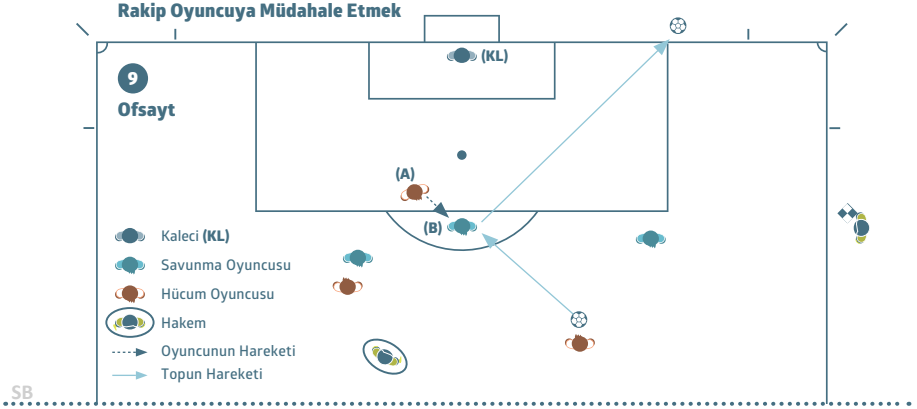 Rakip Oyuncuya Müdahale Etmek
(KL)
9
Ofsayt
(A)
(B)
Kaleci (KL)
Savunma Oyuncusu
Hücum Oyuncusu
Hakem
Oyuncunun Hareketi
Topun Hareketi
SB